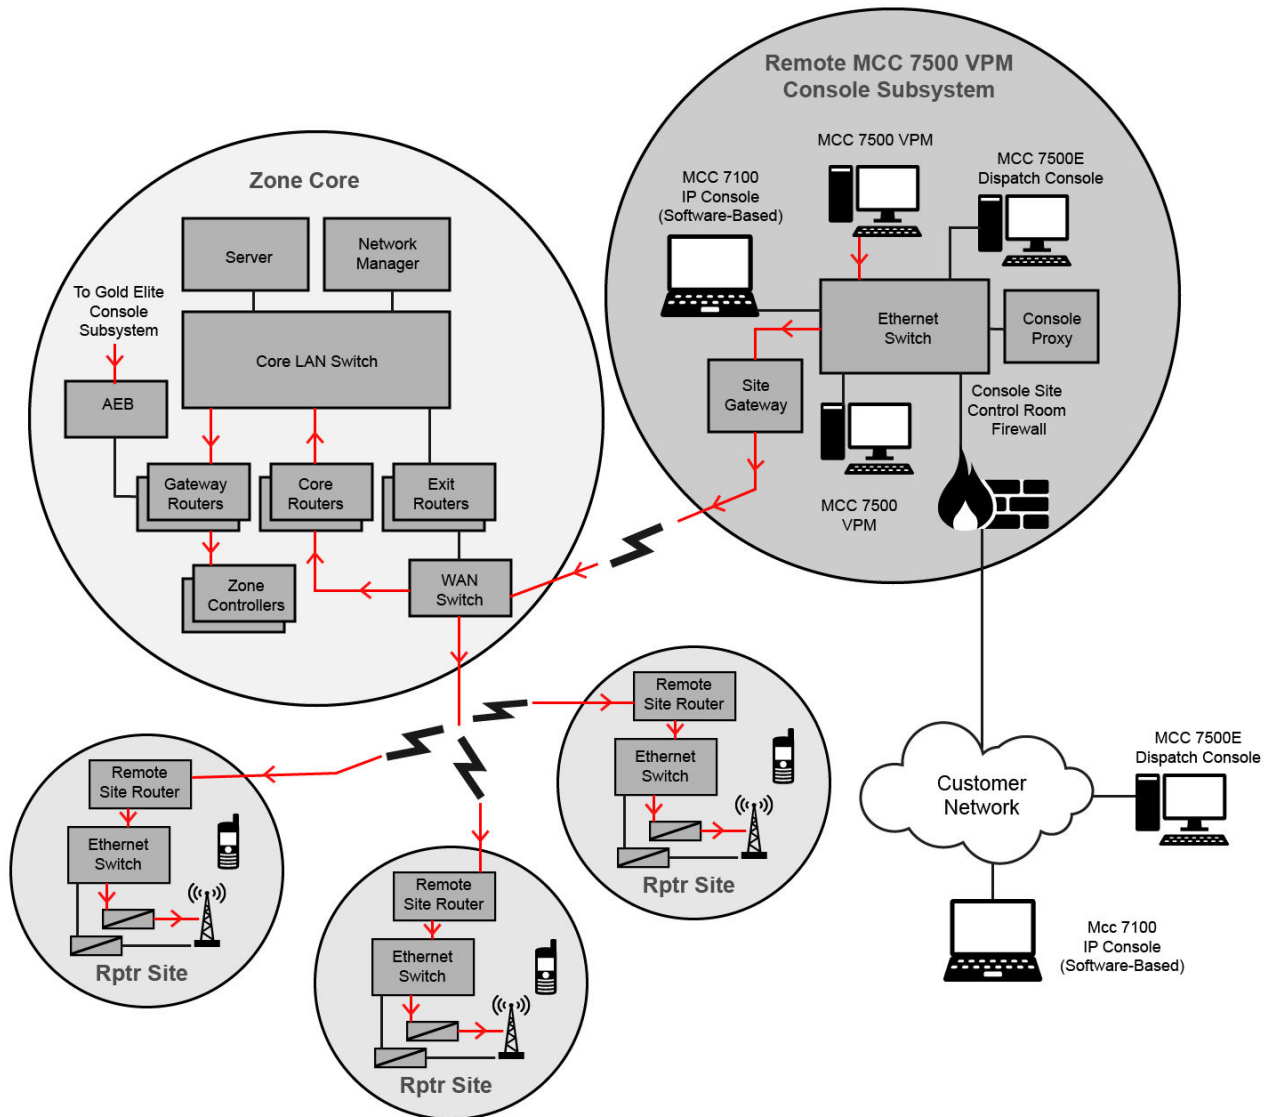 Remote MCC 7500 VPM
Console Subsystem
MCC 7500 VPM
MCC 7500E
Dispatch Console
MCC 7100
IP Console
(Software-Based)
Ethernet
Switch
Console
Proxy
Site
Gateway
Console Site
Control Room
Firewall
MCC 7500
VPM
Zone Core
Server
Network
Manager
To Gold Elite
Console
Subsystem
Core LAN Switch
AEB
Gateway
Routers
Core
Routers
Exit
Routers
Zone
Controllers
WAN
Switch
Remote
Site Router
Ethernet
Switch
Rptr Site
Remote
Site Router
Ethernet
Switch
Rptr Site
Remote
Site Router
Ethernet
Switch
Rptr Site
Customer
Network
MCC 7500E
Dispatch Console
Mcc 7100
IP Console
(Software-Based)